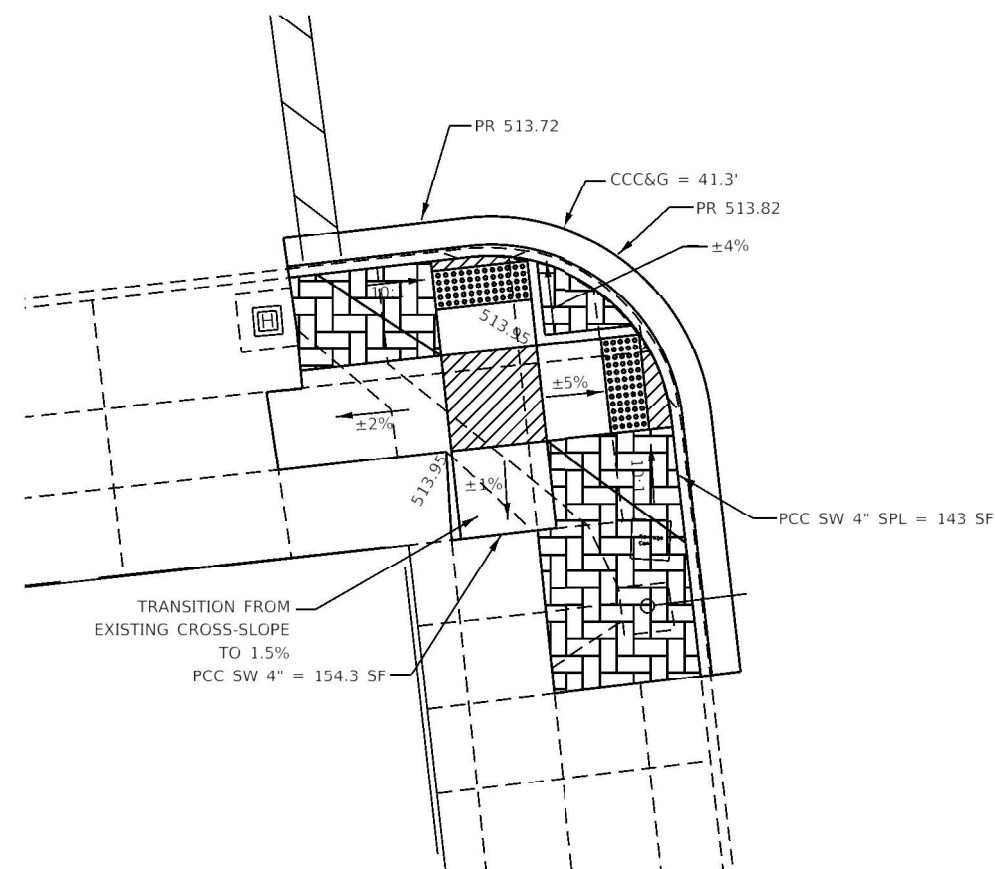 PR 513.72
CCC&G = 41.3'
PR 513.82
±4%
10:
513.95
±5%
±2%
513.95
±1%
10:1
PCC SW 4" SPL = 143 SF
TRANSITION FROM
EXISTING CROSS-SLOPE
TO 1.5%
PCC SW 4" = 154.3 SF
H